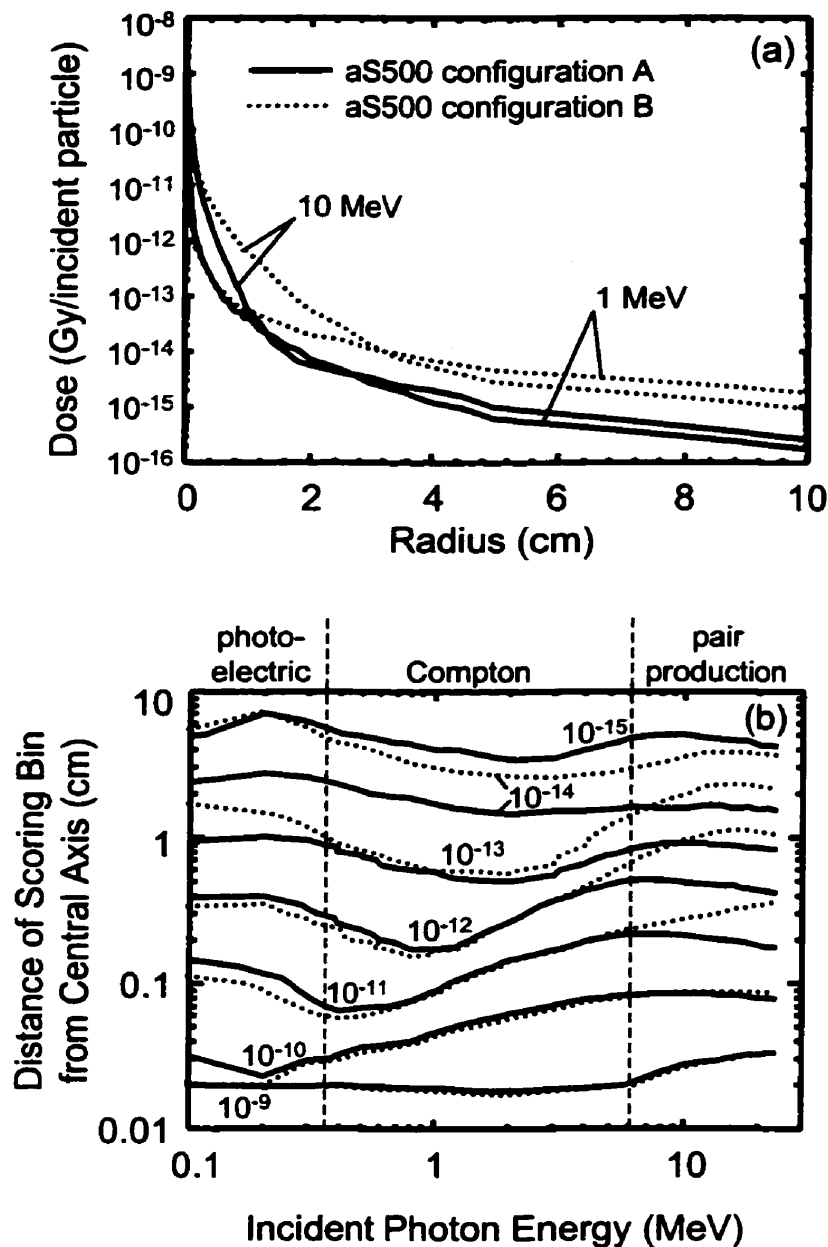 10-8
10-9
10-10
10-11
10-12
10-13
10-14
10-15
10-16
Dose (Gy/incident particle)
(a)
aS500 configuration A
aS500 configuration B
10 MeV
1 MeV
0 2 4 6 8 10
Radius (cm)
photo-
electric
Compton
pair
production
(b)
10
1
0.1
0.01
Distance of Scoring Bin
from Central Axis (cm)
10-15
10-14
10-13
10-12
10-11
10-10
10-9
0.1 1 10
Incident Photon Energy (MeV)